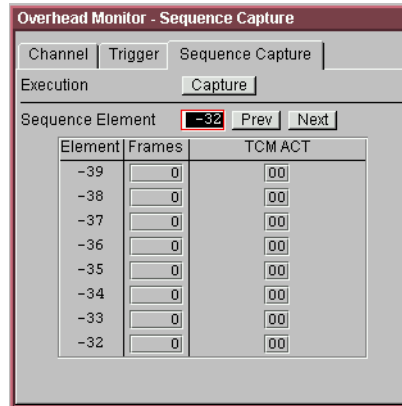 Overhead Monitor - Sequence Capture
Channel Trigger Sequence Capture
Execution Capture
Sequence Element -32 Prev Next
Element Frames TCM ACT
-39 0 00
-38 0 00
-37 0 00
-36 0 00
-35 0 00
-34 0 00
-33 0 00
-32 0 00